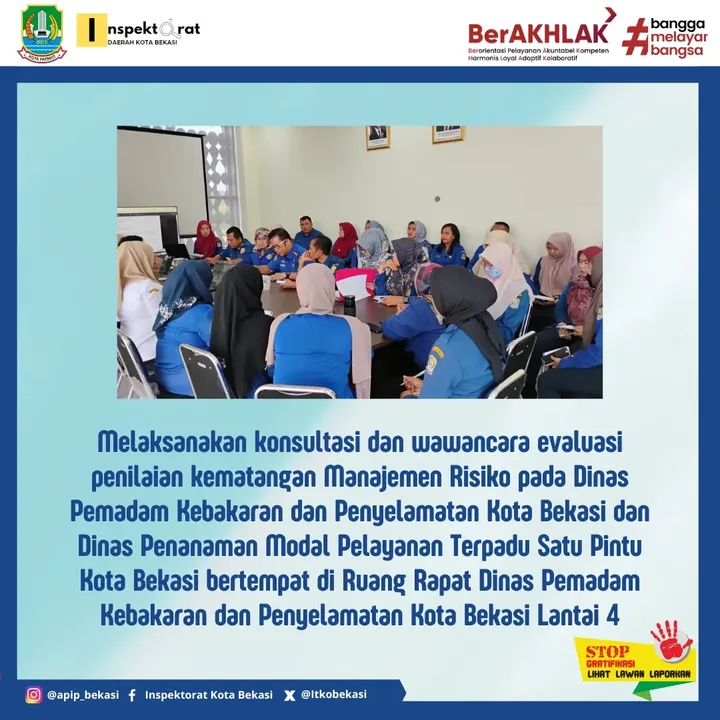 Inspektorat
DAERAH KOTA BEKASI
BerAKHLAK
Berorientasi Pelayanan Akuntabel Kompeten
Harmonis Loyal Adaptif Kolaboratif
#bangga
melayani
bangsa
KOTA PATRIOT
Melaksanakan konsultasi dan wawancara evaluasi
penilaian kematangan Manajemen Risiko pada Dinas
Pemadam Kebakaran dan Penyelamatan Kota Bekasi dan
Dinas Penanaman Modal Pelayanan Terpadu Satu Pintu
Kota Bekasi bertempat di Ruang Rapat Dinas Pemadam
Kebakaran dan Penyelamatan Kota Bekasi Lantai 4
STOP
GRATIFIKASI
LIHAT LAWAN LAPORKAN
@apip_bekasi
Inspektorat Kota Bekasi
@Itkobekasi